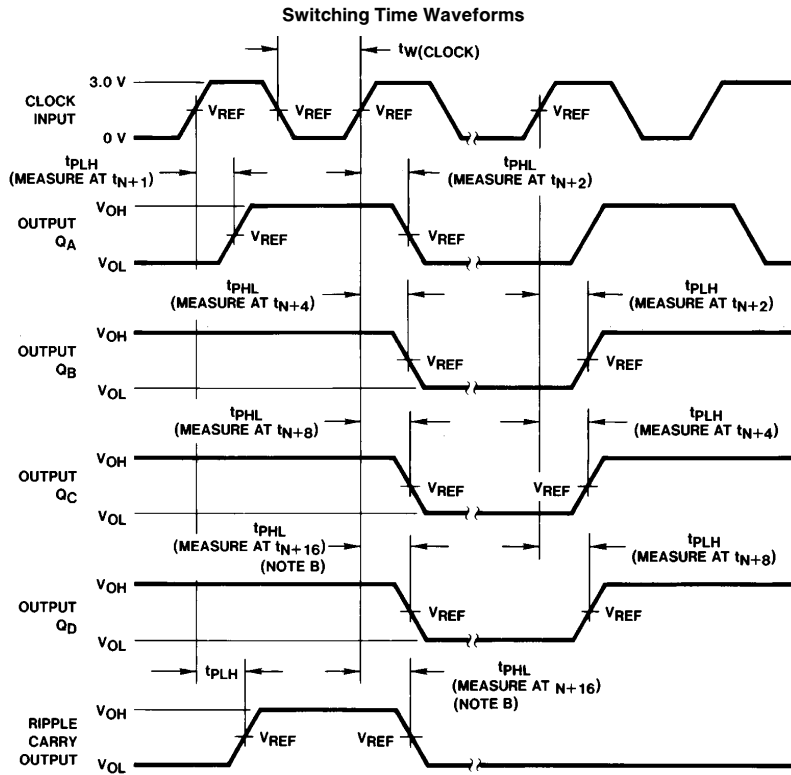 Switching Time Waveforms
tW(CLOCK)
3.0 V
CLOCK
INPUT
0 V
VREF
VREF
VREF
VREF
tPLH
(MEASURE AT tN+1)
tPHL
(MEASURE AT tN+2)
VOH
OUTPUT
QA
VOL
VREF
VREF
tPHL
(MEASURE AT tN+4)
tPLH
(MEASURE AT tN+2)
VOH
OUTPUT
QB
VOL
VREF
VREF
tPHL
(MEASURE AT tN+8)
tPLH
(MEASURE AT tN+4)
VOH
OUTPUT
QC
VOL
VREF
VREF
tPHL
(MEASURE AT tN+16)
(NOTE B)
tPLH
(MEASURE AT tN+8)
VOH
OUTPUT
QD
VOL
VREF
VREF
tPLH
tPHL
(MEASURE AT N+16)
(NOTE B)
VOH
RIPPLE
CARRY
OUTPUT
VOL
VREF
VREF